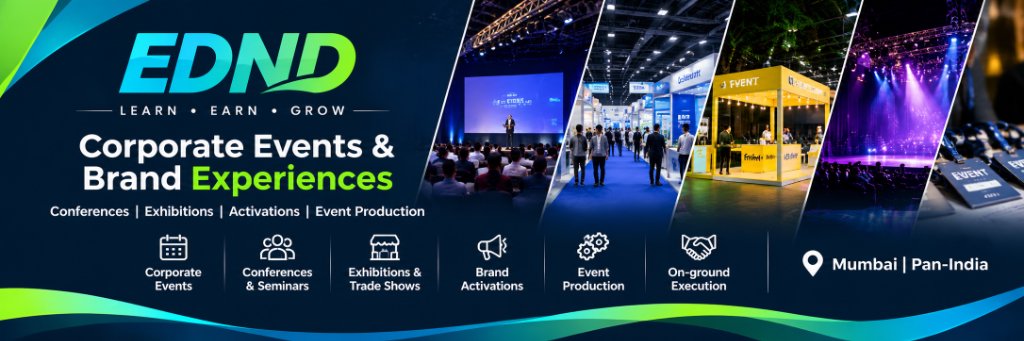 EDND
LEARN • EARN • GROW
Corporate Events &
Brand Experiences
Conferences | Exhibitions | Activations | Event Production
Corporate
Events
Conferences
& Seminars
Exhibitions &
Trade Shows
Brand
Activations
Event
Production
On-ground
Execution
Mumbai | Pan-India
EVENT
EVENT